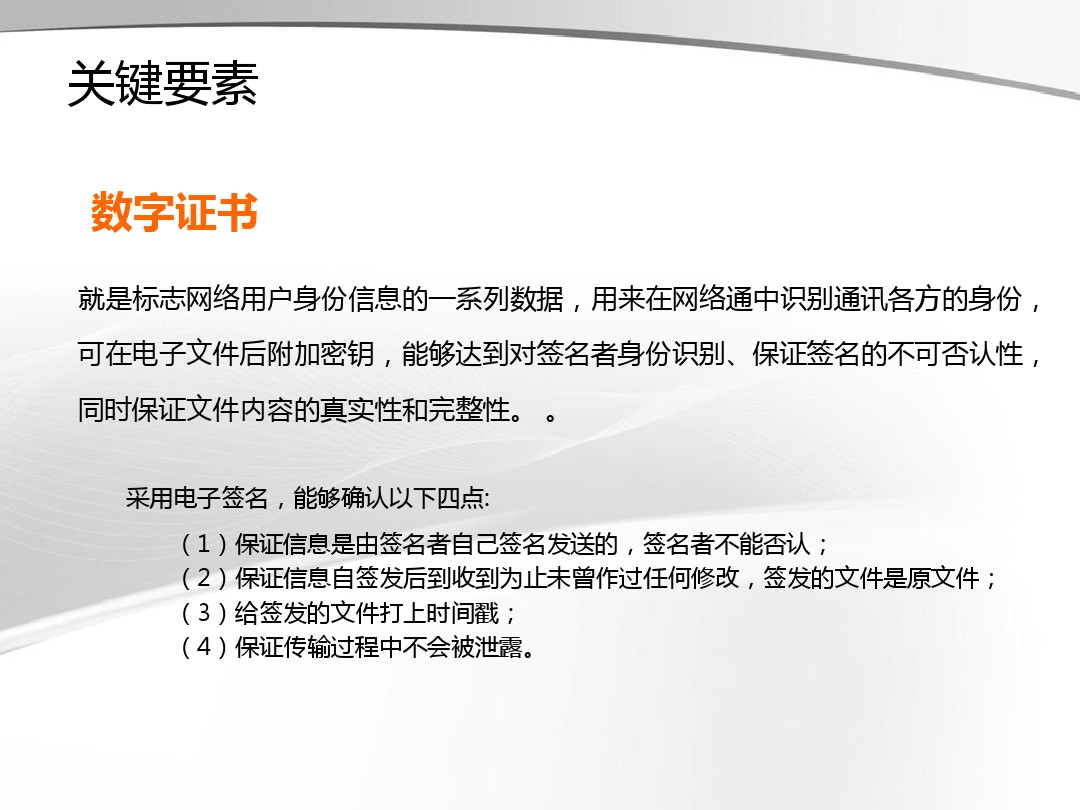 关键要素
数字证书
就是标志网络用户身份信息的一系列数据，用来在网络通中识别通讯各方的身份，
可在电子文件后附加密钥，能够达到对签名者身份识别、保证签名的不可否认性，
同时保证文件内容的真实性和完整性。 。
采用电子签名，能够确认以下四点:
（1）保证信息是由签名者自己签名发送的，签名者不能否认；
（2）保证信息自签发后到收到为止未曾作过任何修改，签发的文件是原文件；
（3）给签发的文件打上时间戳；
（4）保证传输过程中不会被泄露。